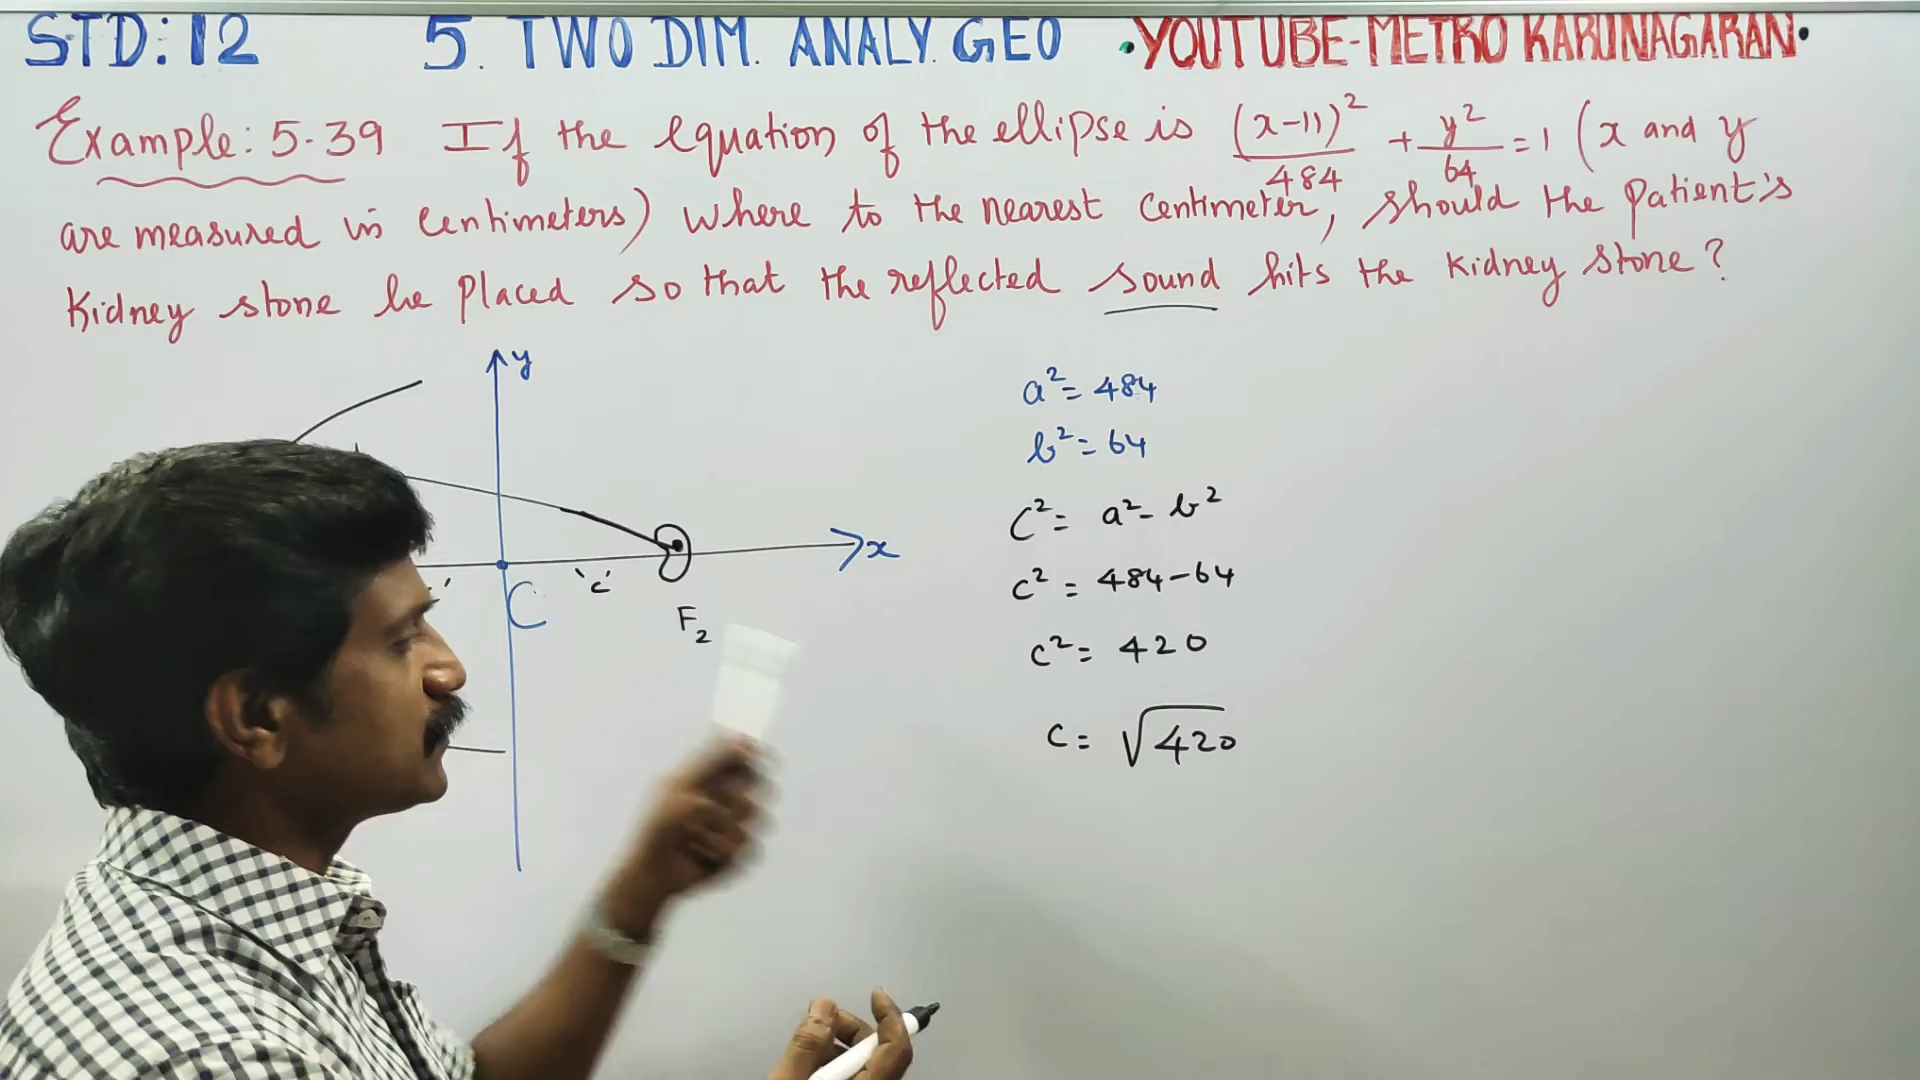 STD: 12 5. TWO DIM. ANALY. GEO • YOUTUBE-METRO KARUNAGARAN •
Example: 5.39 If the equation of the ellipse is (x-11)²/484 + y²/64 = 1 (x and y
are measured in centimeters) where to the nearest centimeter, should the patient's
kidney stone be placed so that the reflected sound hits the kidney stone?
y
x
C
'c'
F₂
a² = 484
b² = 64
C² = a² - b²
c² = 484 - 64
c² = 420
c = √420